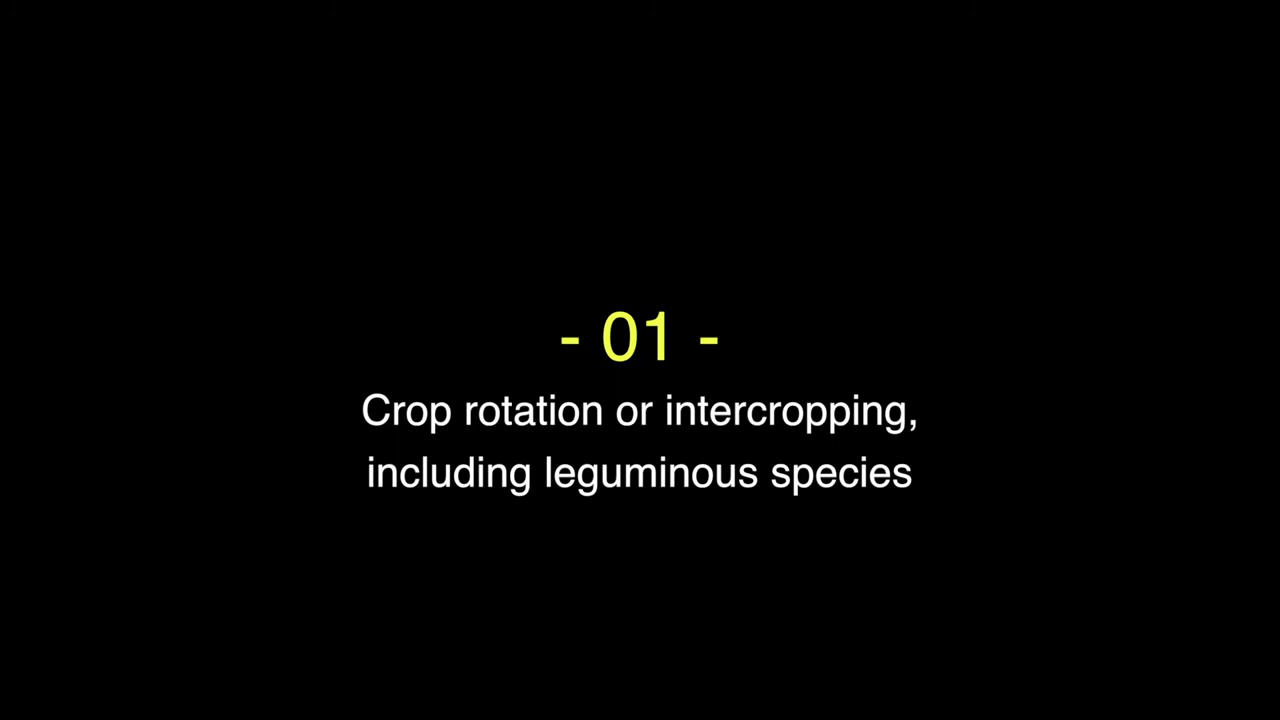 - 01 -
Crop rotation or intercropping,
including leguminous species